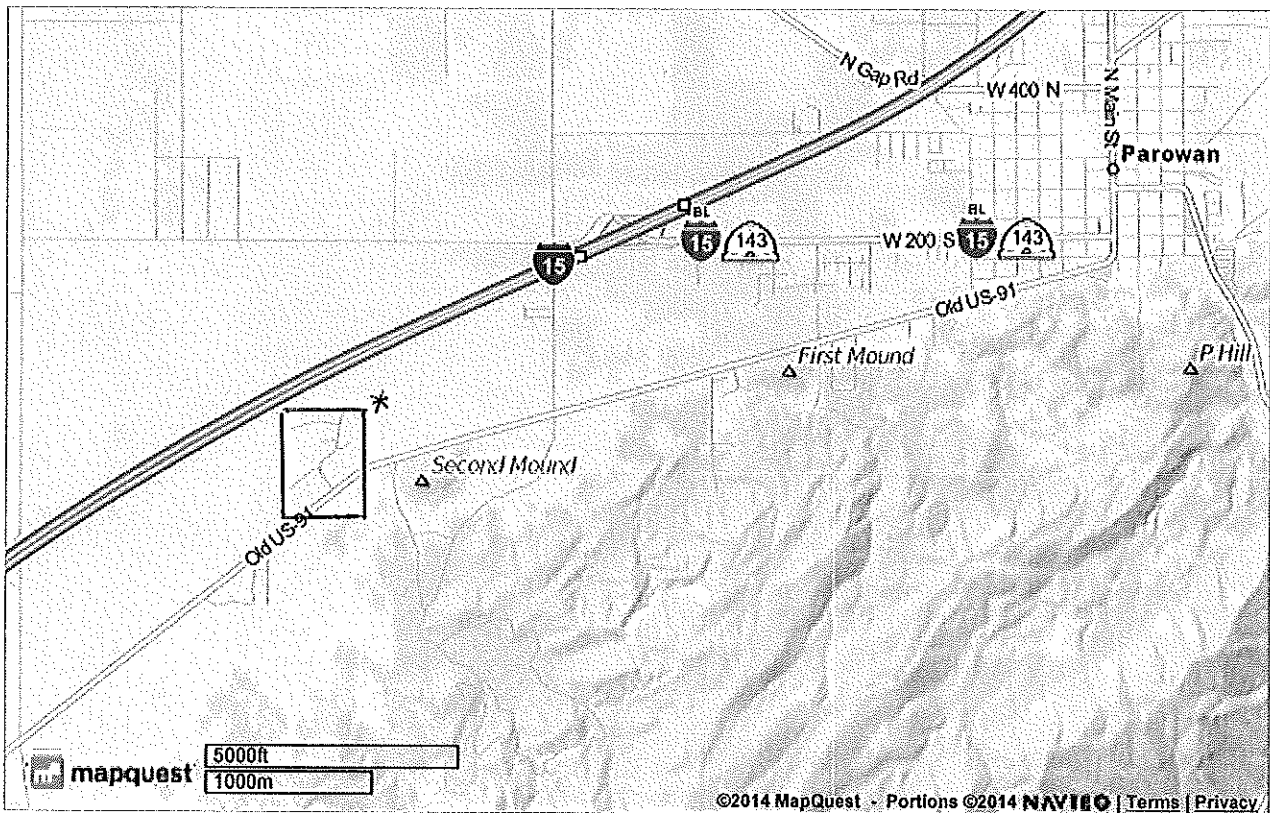 N Gap Rd
W 400 N
N Main St
Parowan
BL
15
143
W 200 S
BL
15
143
15
Old US-91
First Mound
P Hill
*
Second Mound
Old US-91
mapquest
5000ft
1000m
©2014 MapQuest - Portions ©2014 NAVTEQ | Terms | Privacy